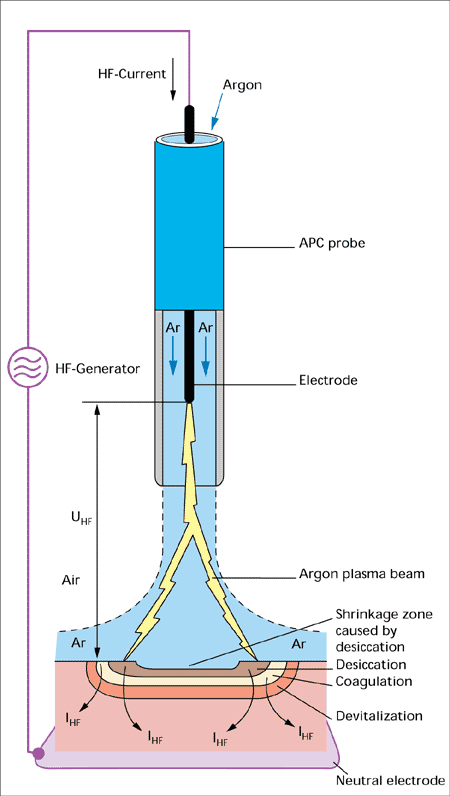 HF-Current
Argon
APC probe
Ar Ar
HF-Generator
Electrode
UHF
Air
Argon plasma beam
Shrinkage zone
caused by
desiccation
Ar Ar
Desiccation
Coagulation
Devitalization
IHF IHF IHF IHF
Neutral electrode